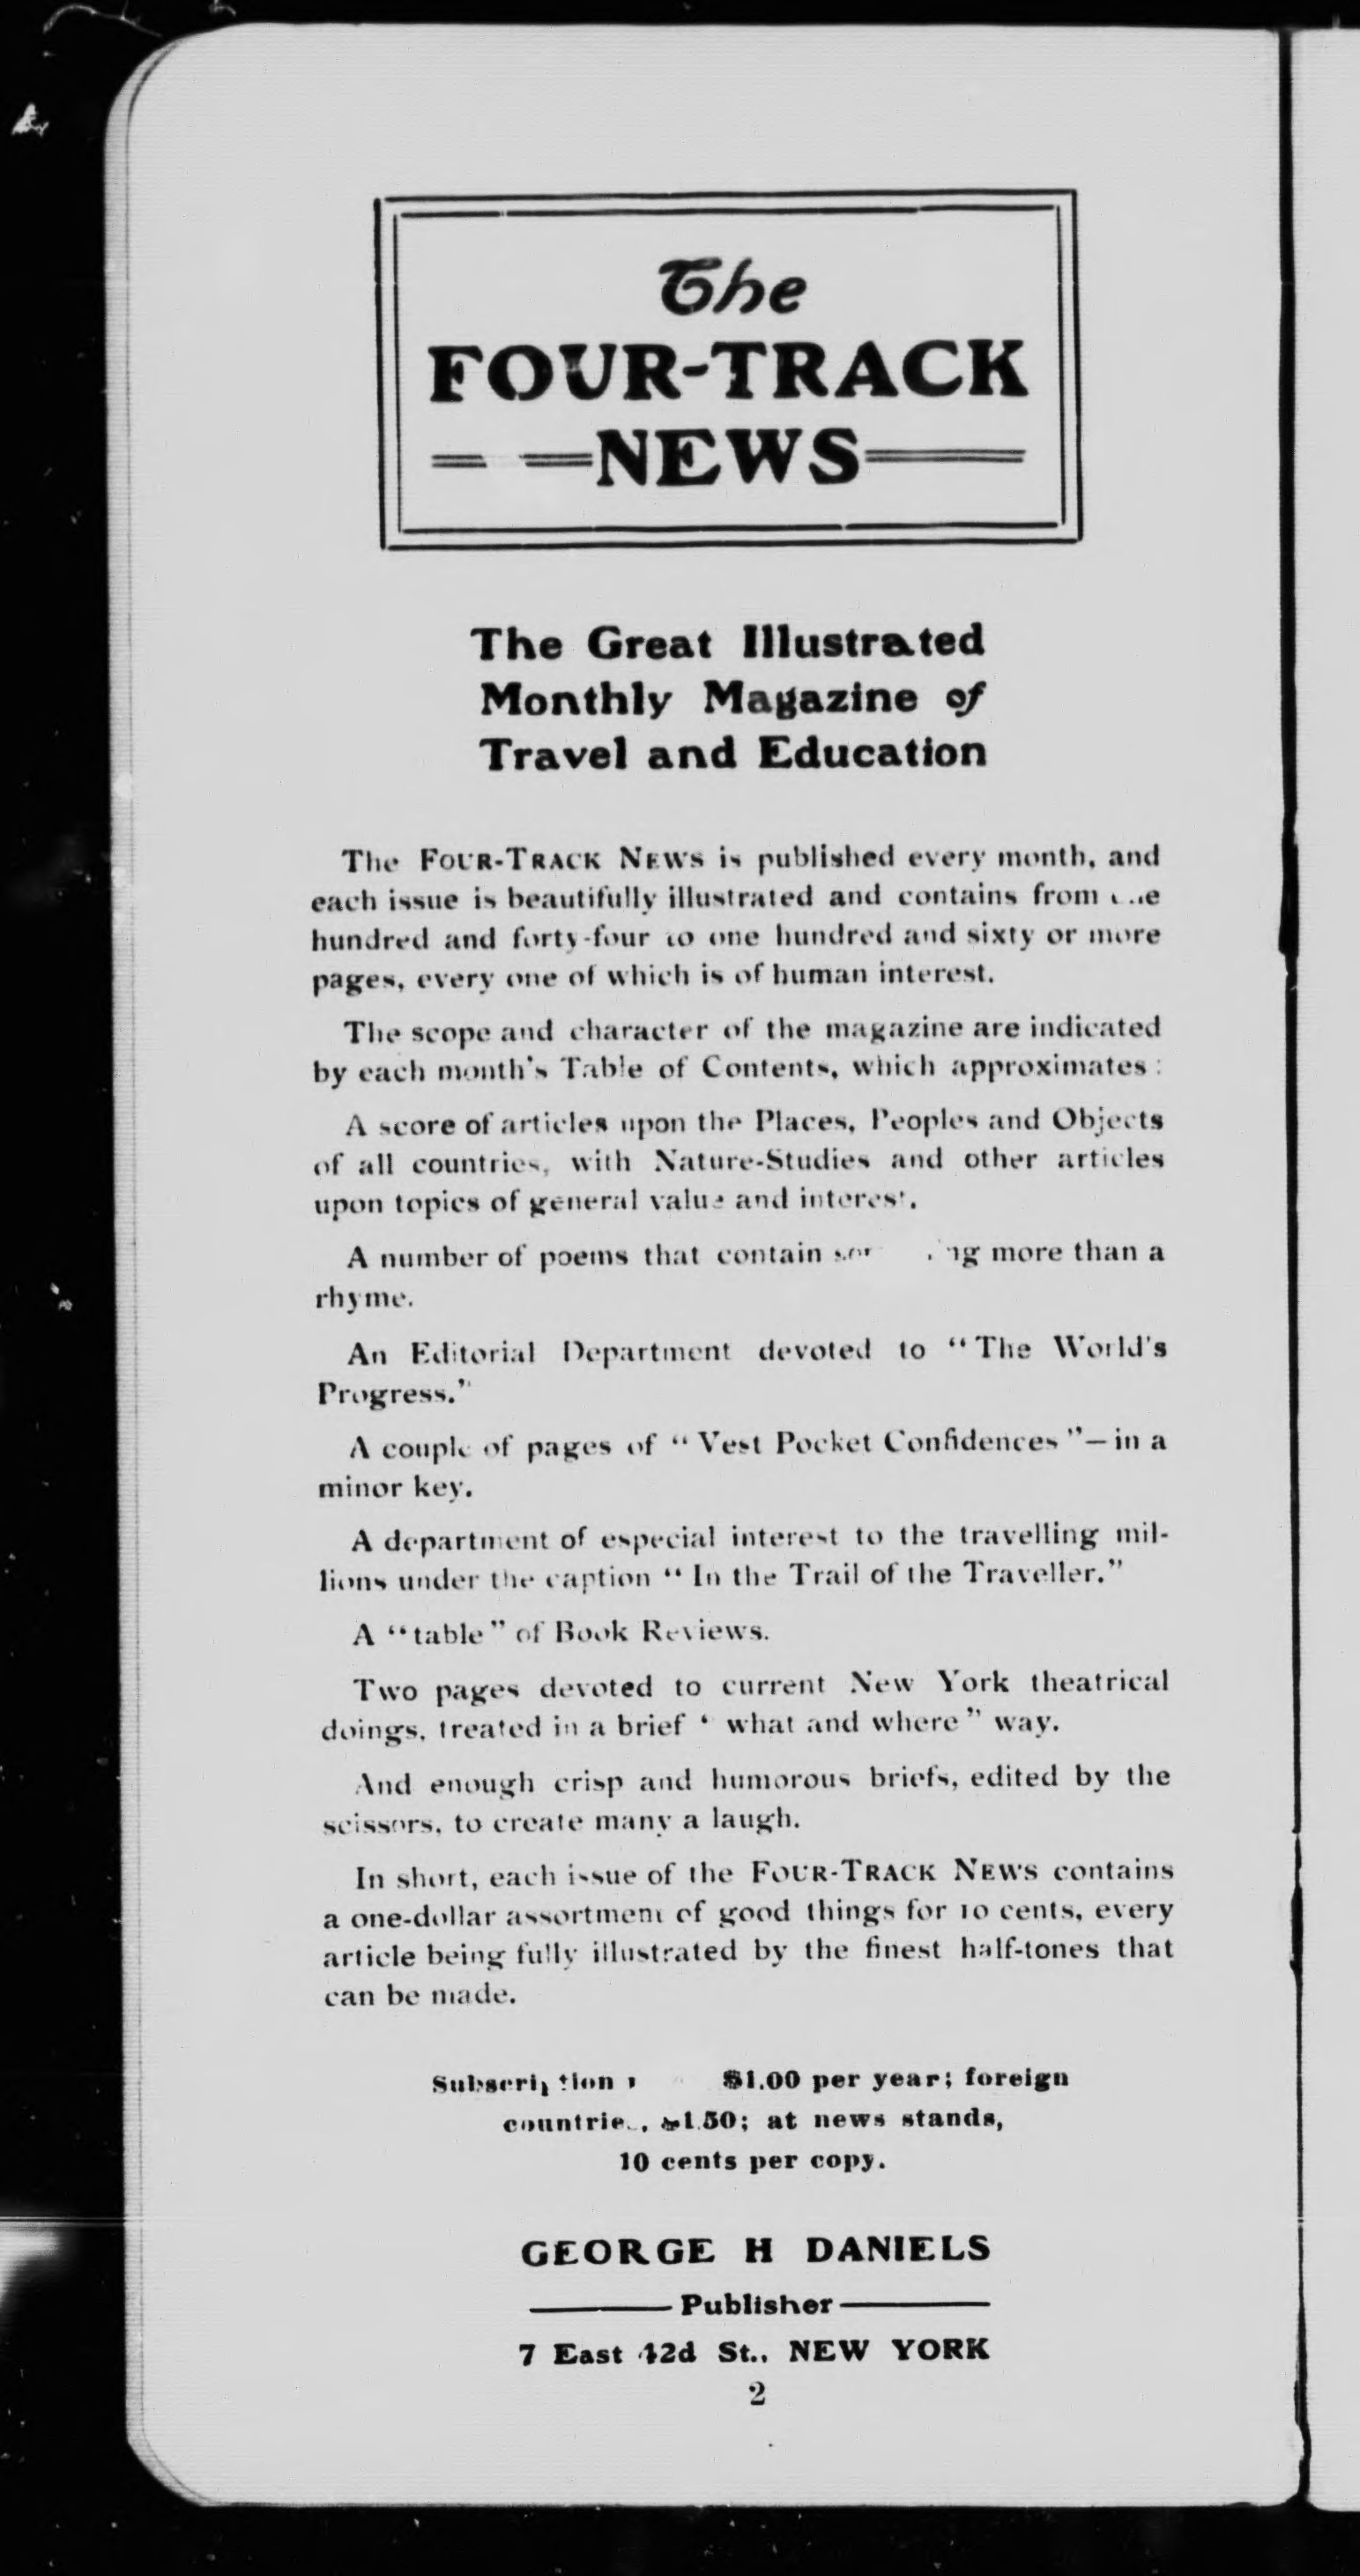 The
FOUR-TRACK
NEWS
The Great Illustrated
Monthly Magazine of
Travel and Education
The FOUR-TRACK NEWS is published every month, and
each issue is beautifully illustrated and contains from
hundred and forty-four to one hundred and sixty or more
pages, every one of which is of human interest.
The scope and character of the magazine are indicated
by each month's Table of Contents, which approximates:
A score of articles upon the Places, Peoples and Objects
of all countries, with Nature-Studies and other articles
upon topics of general value and interest.
A number of poems that contain more than a
rhyme.
An Editorial Department devoted to "The World's
Progress."
A couple of pages of "Vest Pocket Confidences"—in a
minor key.
A department of especial interest to the travelling mil-
lions under the caption "In the Trail of the Traveller."
A "table" of Book Reviews.
Two pages devoted to current New York theatrical
doings, treated in a brief ' what and where" way.
And enough crisp and humorous briefs, edited by the
scissors, to create many a laugh.
In short, each issue of the FOUR-TRACK NEWS contains
a one-dollar assortment of good things for 10 cents, every
article being fully illustrated by the finest half-tones that
can be made.
Subscription $1.00 per year; foreign
countries, $1.50; at news stands,
10 cents per copy.
GEORGE H DANIELS
Publisher
7 East 42d St., NEW YORK
2